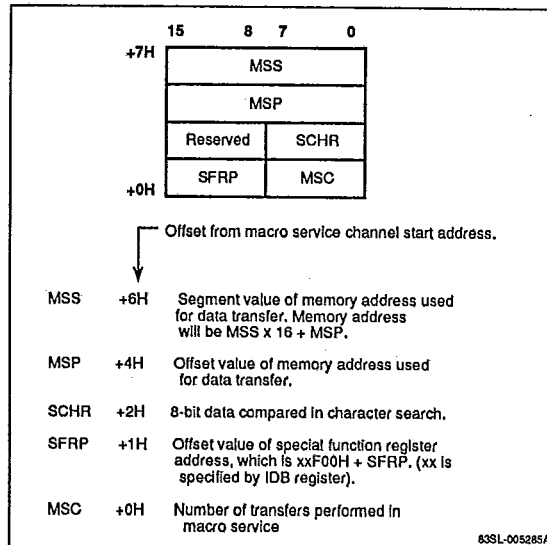 15 8 7 0
+7H
MSS
MSP
Reserved SCHR
SFRP MSC
+0H
Offset from macro service channel start address.
MSS +6H Segment value of memory address used
for data transfer. Memory address
will be MSS x 16 + MSP.
MSP +4H Offset value of memory address used
for data transfer.
SCHR +2H 8-bit data compared in character search.
SFRP +1H Offset value of special function register
address, which is xxF00H + SFRP. (xx is
specified by IDB register).
MSC +0H Number of transfers performed in
macro service
83SL-005285A